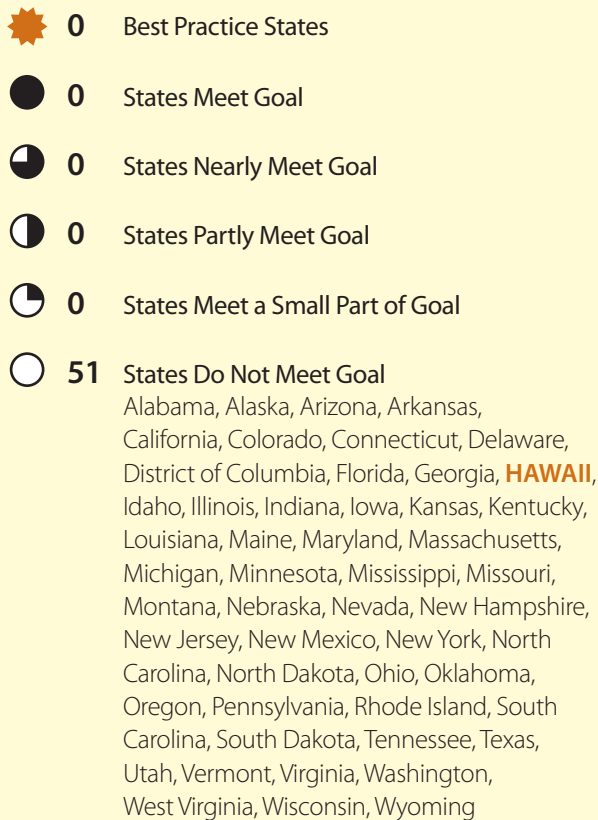 0 Best Practice States
0 States Meet Goal
0 States Nearly Meet Goal
0 States Partly Meet Goal
0 States Meet a Small Part of Goal
51 States Do Not Meet Goal
Alabama, Alaska, Arizona, Arkansas,
California, Colorado, Connecticut, Delaware,
District of Columbia, Florida, Georgia, HAWAII,
Idaho, Illinois, Indiana, Iowa, Kansas, Kentucky,
Louisiana, Maine, Maryland, Massachusetts,
Michigan, Minnesota, Mississippi, Missouri,
Montana, Nebraska, Nevada, New Hampshire,
New Jersey, New Mexico, New York, North
Carolina, North Dakota, Ohio, Oklahoma,
Oregon, Pennsylvania, Rhode Island, South
Carolina, South Dakota, Tennessee, Texas,
Utah, Vermont, Virginia, Washington,
West Virginia, Wisconsin, Wyoming